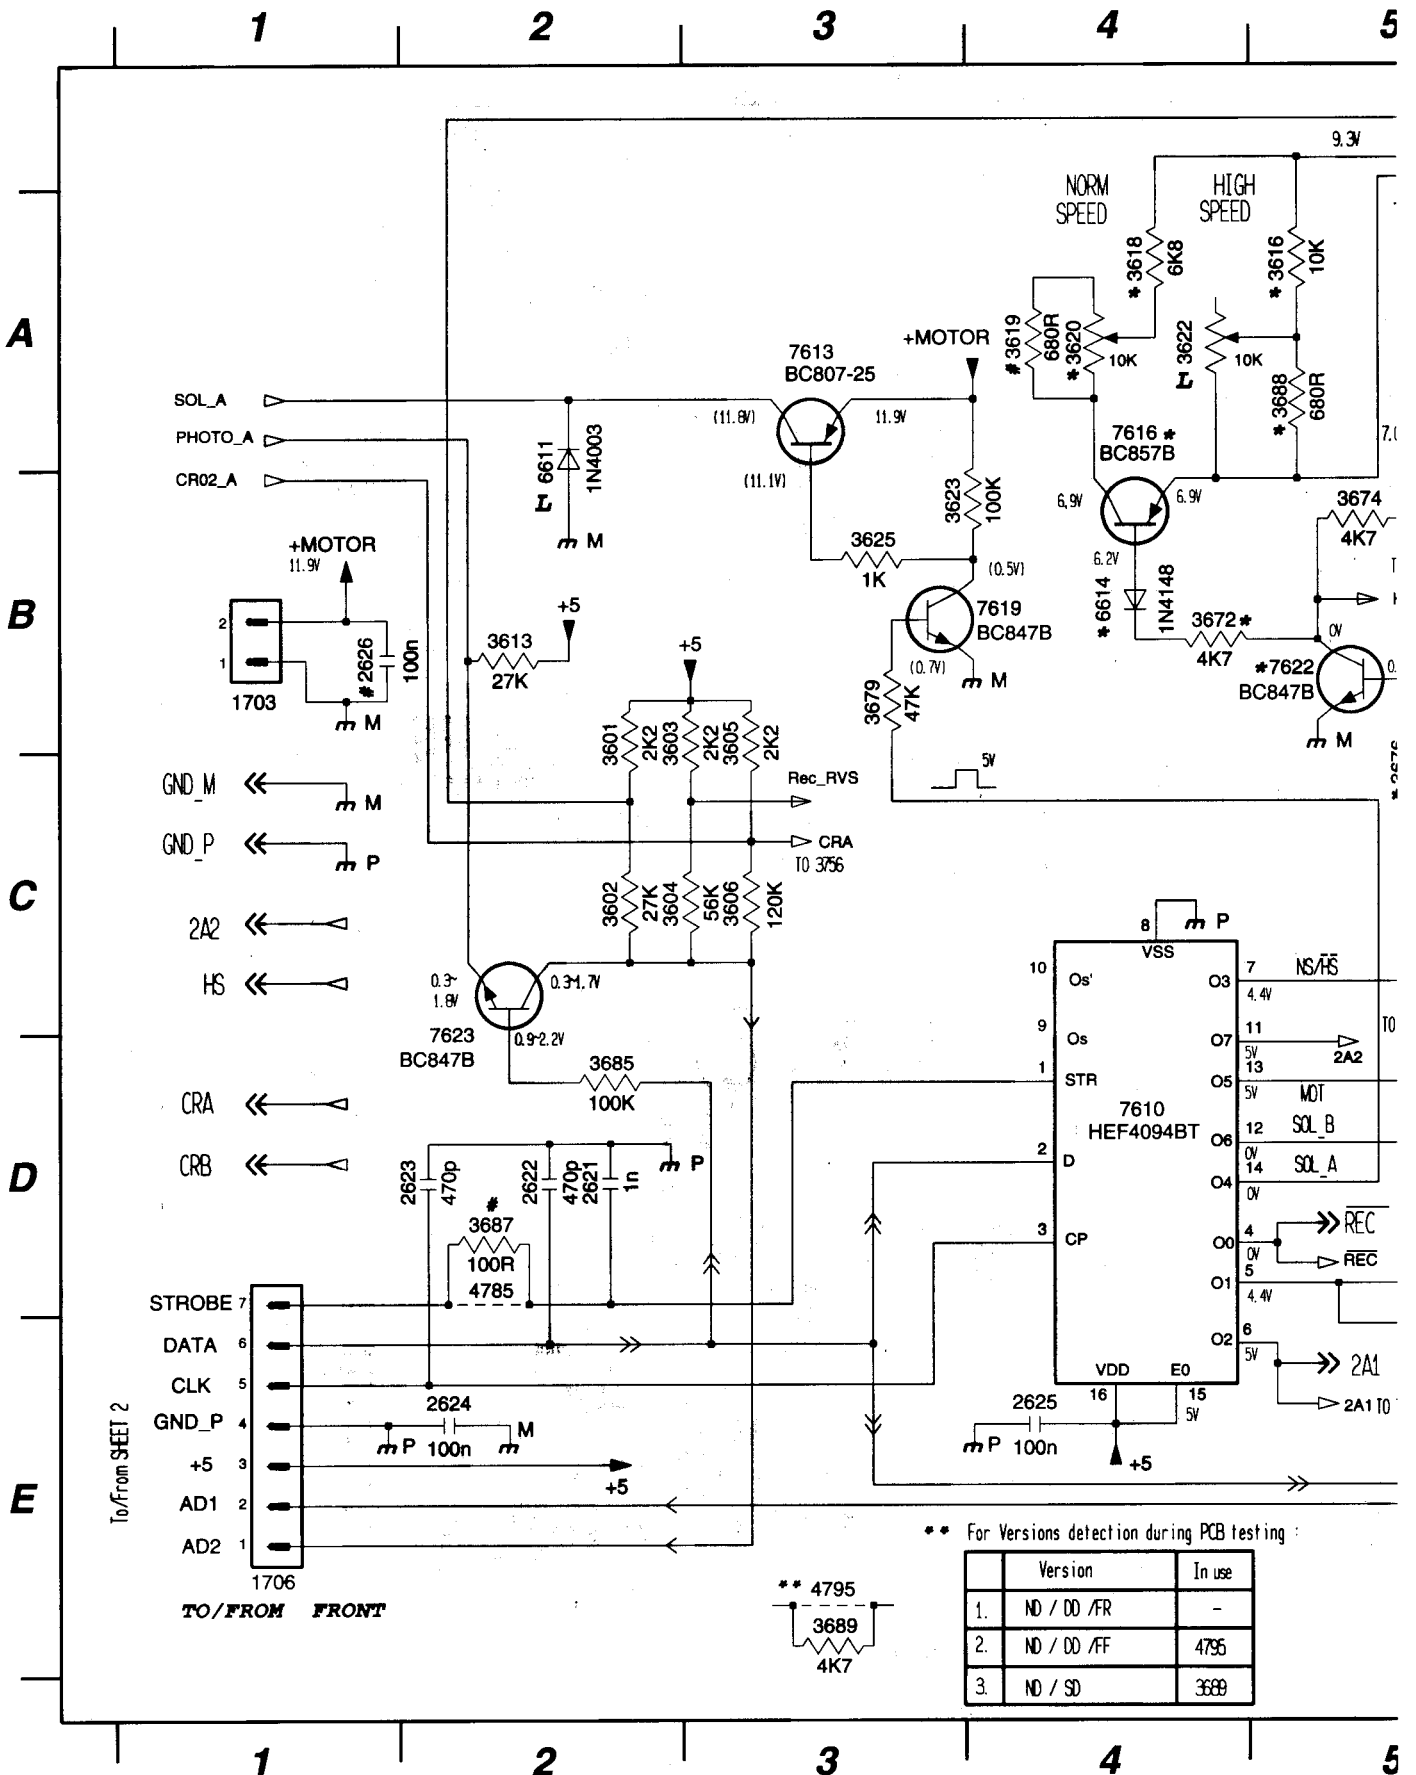 1 2 3 4 5
9.3V
NORM
SPEED
HIGH
SPEED
*3618
6K8
*3616
10K
A
#3619
680R
*3620
10K
L 3622
10K
*3688
680R
+MOTOR
7613
BC807-25
SOL_A
(11.8V)
11.9V
PHOTO_A
L 6611
1N4003
7616 *
BC857B
CR02_A
(11.1V)
3623
100K
6.9V
6.9V
3674
4K7
M
+MOTOR
11.9V
3625
1K
(0.5V)
6.2V
*6614
1N4148
B
2
1
1703
#2626
100n
M
+5
3613
27K
+5
7619
BC847B
(0.7V)
M
3672*
4K7
0V
*7622
BC847B
M
3679
47K
3601
2K2
3603
2K2
3605
2K2
5V
GND_M
M
Rec_RVS
GND_P
P
CRA
TO 3756
C
3602
27K
3604
56K
3606
120K
2A2
HS
8
VSS
P
0.3~
1.8V
0.3~1.7V
7623
BC847B
0.9~2.2V
10
Os'
O3
7
NS/H̅S̅
4.4V
9
Os
O7
11
5V
2A2
TO
1
STR
O5
13
5V
MOT
3685
100K
7610
HEF4094BT
O6
12
0V
SOL_B
CRA
CRB
D
2
D
O4
14
0V
SOL_A
2623
470p
2622
470p
2621
1n
P
#
3687
100R
4785
3
CP
O0
4
0V
R̅E̅C̅
R̅E̅C̅
O1
5
4.4V
STROBE 7
DATA 6
O2
6
5V
2A1
2A1 TO
CLK 5
VDD
16
E0
15
5V
GND_P 4
P
2624
100n
M
P
2625
100n
+5
+5 3
+5
E
To/From SHEET 2
AD1 2
AD2 1
1706
TO/FROM FRONT
** For Versions detection during PCB testing :
Version In use
1. ND / DD /FR -
2. ND / DD /FF 4795
3. ND / SD 3689
** 4795
3689
4K7
1 2 3 4 5